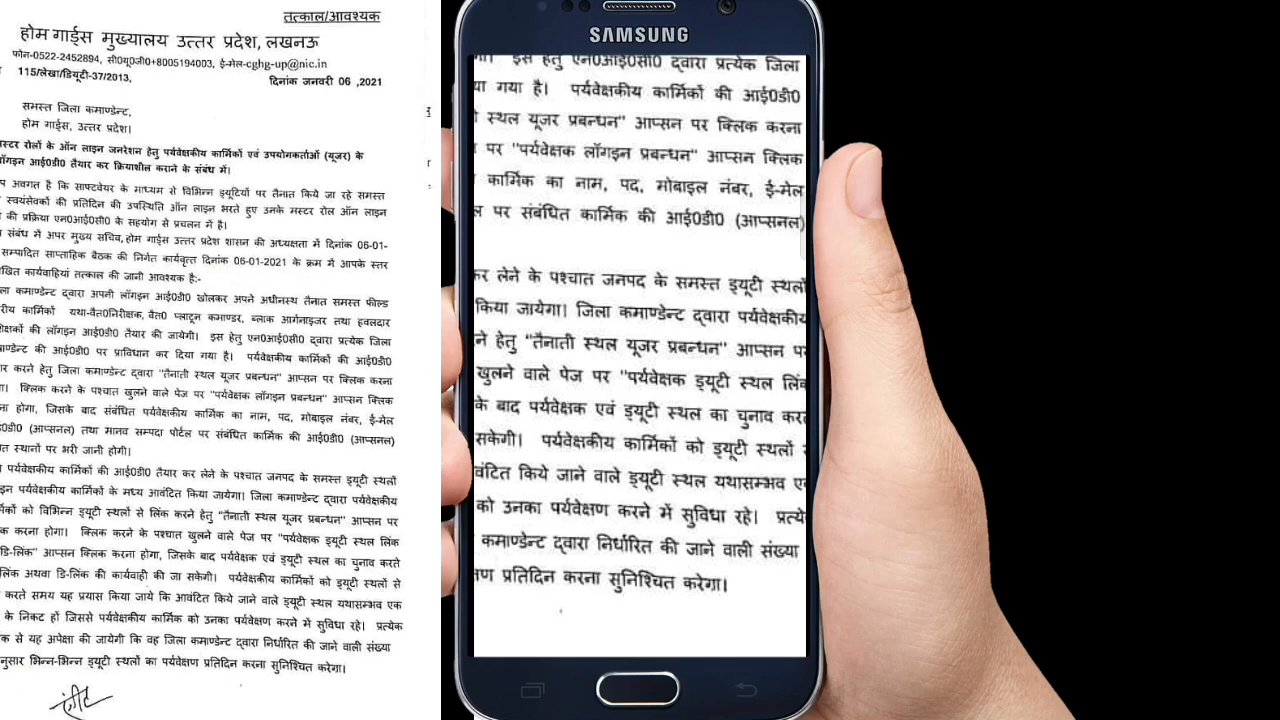 तत्काल/आवश्यक
होम गार्ड्स मुख्यालय उत्तर प्रदेश, लखनऊ
फोन-0522-2452894, सी0यू0जी0+8005194003, ई-मेल-cghg-up@nic.in
115/लेखा/डियूटी-37/2013,
दिनांक जनवरी 06 ,2021
समस्त जिला कमाण्डेन्ट,
होम गार्ड्स, उत्तर प्रदेश।
मस्टर रोलों के ऑन लाइन जनरेशन हेतु पर्यवेक्षकीय कार्मिकों एवं उपयोगकर्ताओं (यूजर) के
लॉगइन आई0डी0 तैयार कर क्रियाशील कराने के संबंध में।
प अवगत है कि साफ्टवेयर के माध्यम से विभिन्न ड्यूटियों पर तैनात किये जा रहे समस्त
स्वयंसेवकों की प्रतिदिन की उपस्थिति ऑन लाइन भरते हुए उनके मस्टर रोल ऑन लाइन
की प्रक्रिया एन0आई0सी0 के सहयोग से प्रचलन में है।
संबंध में अपर मुख्य सचिव,होम गार्ड्स उत्तर प्रदेश शासन की अध्यक्षता में दिनांक 06-01-
सम्पादित साप्ताहिक बैठक की निर्गत कार्यवृत्त दिनांक 06-01-2021 के क्रम में आपके स्तर
खित कार्यवाहियां तत्काल की जानी आवश्यक है:-
ला कमाण्डेन्ट द्वारा अपनी लॉगइन आई0डी0 खोलकर अपने अधीनस्थ तैनात समस्त फील्ड
रीय कार्मिकों यथा-वै0नि0रीक्षक,वै0 प्लाटून कमाण्डर, ब्लाक आर्गनाइजर तथा हवलदार
शिक्षकों की लॉगइन आई0डी0 तैयार की जायेगी। इस हेतु एन0आई0सी0 द्वारा प्रत्येक जिला
ाण्डेन्ट की आई0डी0 पर प्राविधान कर दिया गया है। पर्यवेक्षकीय कार्मिकों की आई0डी0
ार करने हेतु जिला कमाण्डेन्ट द्वारा "तैनाती स्थल यूजर प्रबन्धन" आप्सन पर क्लिक करना
ा। क्लिक करने के पश्चात खुलने वाले पेज पर "पर्यवेक्षक लॉगइन प्रबन्धन" आप्सन क्लिक
ना होगा, जिसके बाद संबंधित पर्यवेक्षकीय कार्मिक का नाम, पद, मोबाइल नंबर, ई-मेल
0डी0 (आप्सनल) तथा मानव सम्पदा पोर्टल पर संबंधित कार्मिक की आई0डी0 (आप्सनल)
त स्थानों पर भरी जानी होगी।
पर्यवेक्षकीय कार्मिकों की आई0डी0 तैयार कर लेने के पश्चात जनपद के समस्त ड्यूटी स्थलों
इन पर्यवेक्षकीय कार्मिकों के मध्य आवंटित किया जायेगा। जिला कमाण्डेन्ट द्वारा पर्यवेक्षकीय
र्मिकों को विभिन्न ड्यूटी स्थलों से लिंक करने हेतु "तैनाती स्थल यूजर प्रबन्धन" आप्सन पर
क करना होगा। क्लिक करने के पश्चात खुलने वाले पेज पर "पर्यवेक्षक ड्यूटी स्थल लिंक
डि-लिंक" आप्सन क्लिक करना होगा, जिसके बाद पर्यवेक्षक एवं ड्यूटी स्थल का चुनाव करते
लिंक अथवा डि-लिंक की कार्यवाही की जा सकेगी। पर्यवेक्षकीय कार्मिकों को ड्यूटी स्थलों से
करते समय यह प्रयास किया जाये कि आवंटित किये जाने वाले ड्यूटी स्थल यथासम्भव एक
के निकट हों जिससे पर्यवेक्षकीय कार्मिक को उनका पर्यवेक्षण करने में सुविधा रहे। प्रत्येक
क से यह अपेक्षा की जायेगी कि वह जिला कमाण्डेन्ट द्वारा निर्धारित की जाने वाली संख्या
नुसार भिन्न-भिन्न ड्यूटी स्थलों का पर्यवेक्षण प्रतिदिन करना सुनिश्चित करेगा।
SAMSUNG
इस हेतु एन0आई0सी0 द्वारा प्रत्येक जिला
या गया है। पर्यवेक्षकीय कार्मिकों की आई0डी0
स्थल यूजर प्रबन्धन" आप्सन पर क्लिक करना
पर "पर्यवेक्षक लॉगइन प्रबन्धन" आप्सन क्लिक
कार्मिक का नाम, पद, मोबाइल नंबर, ई-मेल
ल पर संबंधित कार्मिक की आई0डी0 (आप्सनल)
कर लेने के पश्चात जनपद के समस्त ड्यूटी स्थलों
किया जायेगा। जिला कमाण्डेन्ट द्वारा पर्यवेक्षकीय
ने हेतु "तैनाती स्थल यूजर प्रबन्धन" आप्सन प
खुलने वाले पेज पर "पर्यवेक्षक ड्यूटी स्थल लिंक
के बाद पर्यवेक्षक एवं ड्यूटी स्थल का चुनाव कर
सकेगी। पर्यवेक्षकीय कार्मिकों को ड्यूटी स्थलों
वंटित किये जाने वाले ड्यूटी स्थल यथासम्भव ए
को उनका पर्यवेक्षण करने में सुविधा रहे। प्रत्ये
कमाण्डेन्ट द्वारा निर्धारित की जाने वाली संख्या
क्षण प्रतिदिन करना सुनिश्चित करेगा।